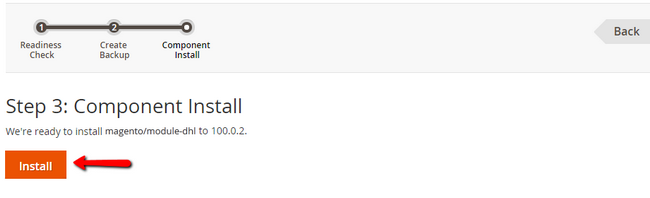 1 2
Readiness Check
Create Backup
Component Install
Back
Step 3: Component Install
We're ready to install magento/module-dhl to 100.0.2.
Install